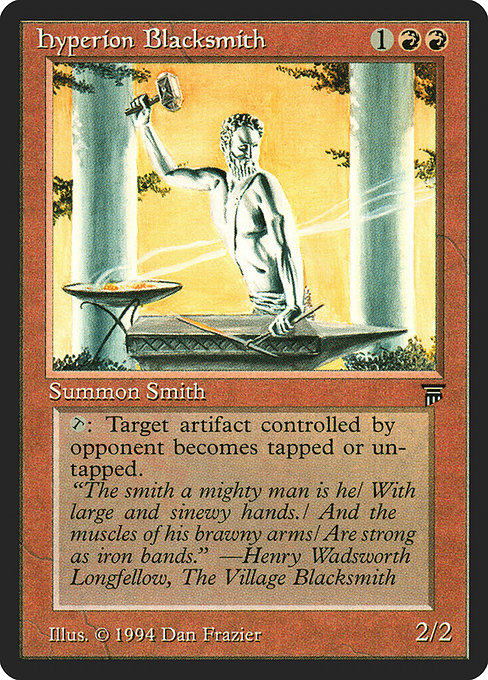 Hyperion Blacksmith 1
Summon Smith
: Target artifact controlled by
opponent becomes tapped or un-
tapped.
“The smith a mighty man is he/ With
large and sinewy hands./ And the
muscles of his brawny arms/ Are strong
as iron bands.” —Henry Wadsworth
Longfellow, The Village Blacksmith
Illus. © 1994 Dan Frazier 2/2